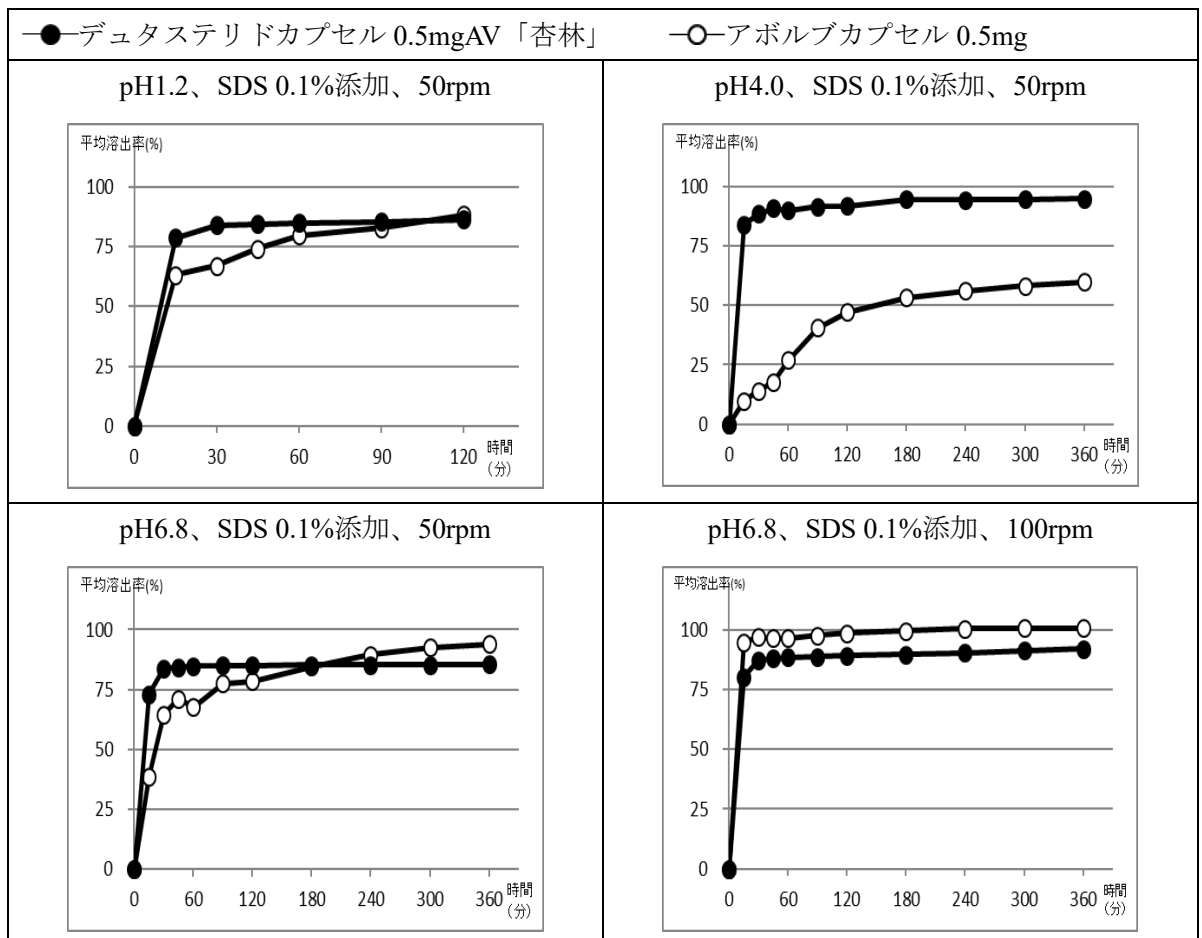 デュタステリドカプセル 0.5mgAV「杏林」 アボルブカプセル 0.5mg
pH1.2、SDS 0.1%添加、50rpm
平均溶出率(%)
100
75
50
25
0
0 30 60 90 120 時間
(分)
pH4.0、SDS 0.1%添加、50rpm
平均溶出率(%)
100
75
50
25
0
0 60 120 180 240 300 360 時間
(分)
pH6.8、SDS 0.1%添加、50rpm
平均溶出率(%)
100
75
50
25
0
0 60 120 180 240 300 360 時間
(分)
pH6.8、SDS 0.1%添加、100rpm
平均溶出率(%)
100
75
50
25
0
0 60 120 180 240 300 360 時間
(分)